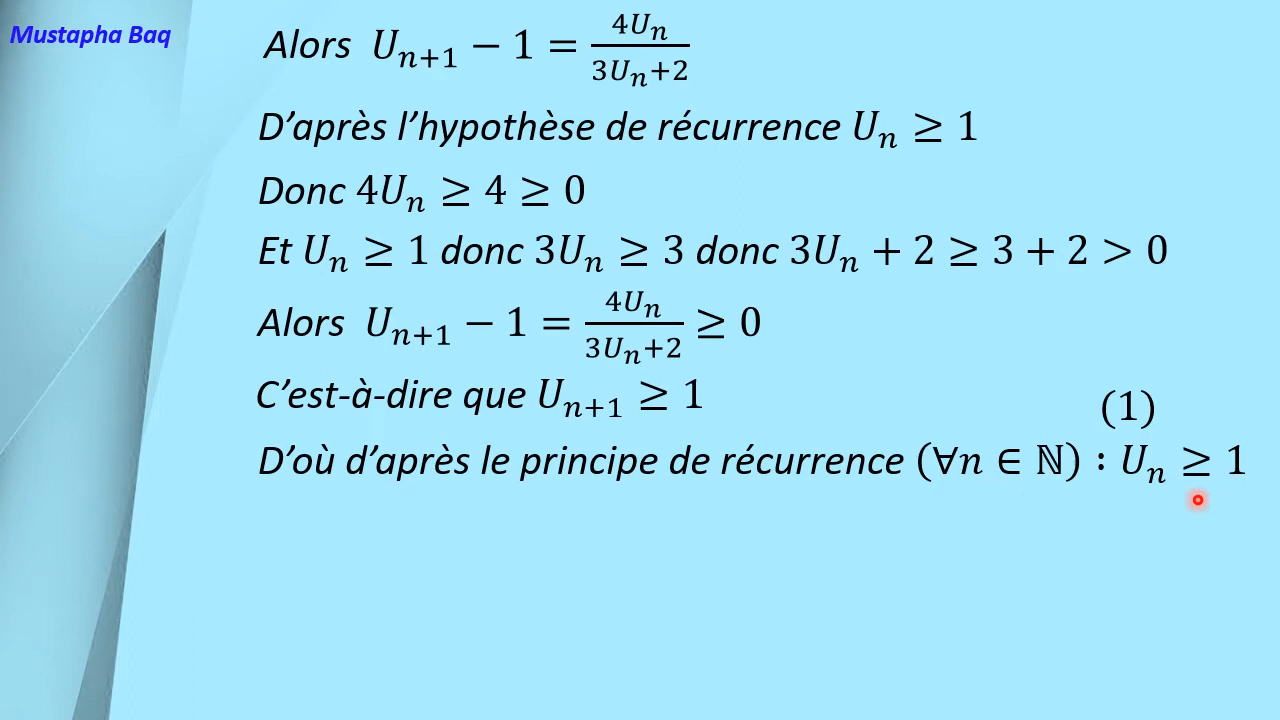 Mustapha Baq
Alors U_{n+1} − 1 = \frac{4U_n}{3U_n+2}
D’après l’hypothèse de récurrence U_n ≥ 1
Donc 4U_n ≥ 4 ≥ 0
Et U_n ≥ 1 donc 3U_n ≥ 3 donc 3U_n + 2 ≥ 3 + 2 > 0
Alors U_{n+1} − 1 = \frac{4U_n}{3U_n+2} ≥ 0
C’est-à-dire que U_{n+1} ≥ 1 (1)
D’où d’après le principe de récurrence (∀n ∈ ℕ) : U_n ≥ 1